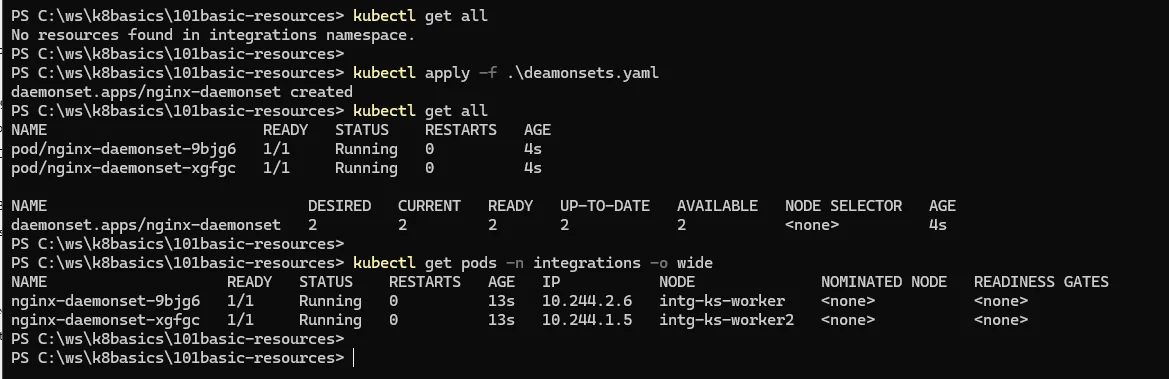 PS C:\ws\k8basics\101basic-resources> kubectl get all
No resources found in integrations namespace.
PS C:\ws\k8basics\101basic-resources>
PS C:\ws\k8basics\101basic-resources> kubectl apply -f .\deamonsets.yaml
daemonset.apps/nginx-daemonset created
PS C:\ws\k8basics\101basic-resources> kubectl get all
NAME                        READY   STATUS    RESTARTS   AGE
pod/nginx-daemonset-9bjg6   1/1     Running   0          4s
pod/nginx-daemonset-xgfgc   1/1     Running   0          4s
NAME                             DESIRED   CURRENT   READY   UP-TO-DATE   AVAILABLE   NODE SELECTOR   AGE
daemonset.apps/nginx-daemonset   2         2         2       2            2           <none>          4s
PS C:\ws\k8basics\101basic-resources>
PS C:\ws\k8basics\101basic-resources> kubectl get pods -n integrations -o wide
NAME                    READY   STATUS    RESTARTS   AGE   IP           NODE              NOMINATED NODE   READINESS GATES
nginx-daemonset-9bjg6   1/1     Running   0          13s   10.244.2.6   intg-ks-worker    <none>           <none>
nginx-daemonset-xgfgc   1/1     Running   0          13s   10.244.1.5   intg-ks-worker2   <none>           <none>
PS C:\ws\k8basics\101basic-resources>
PS C:\ws\k8basics\101basic-resources>